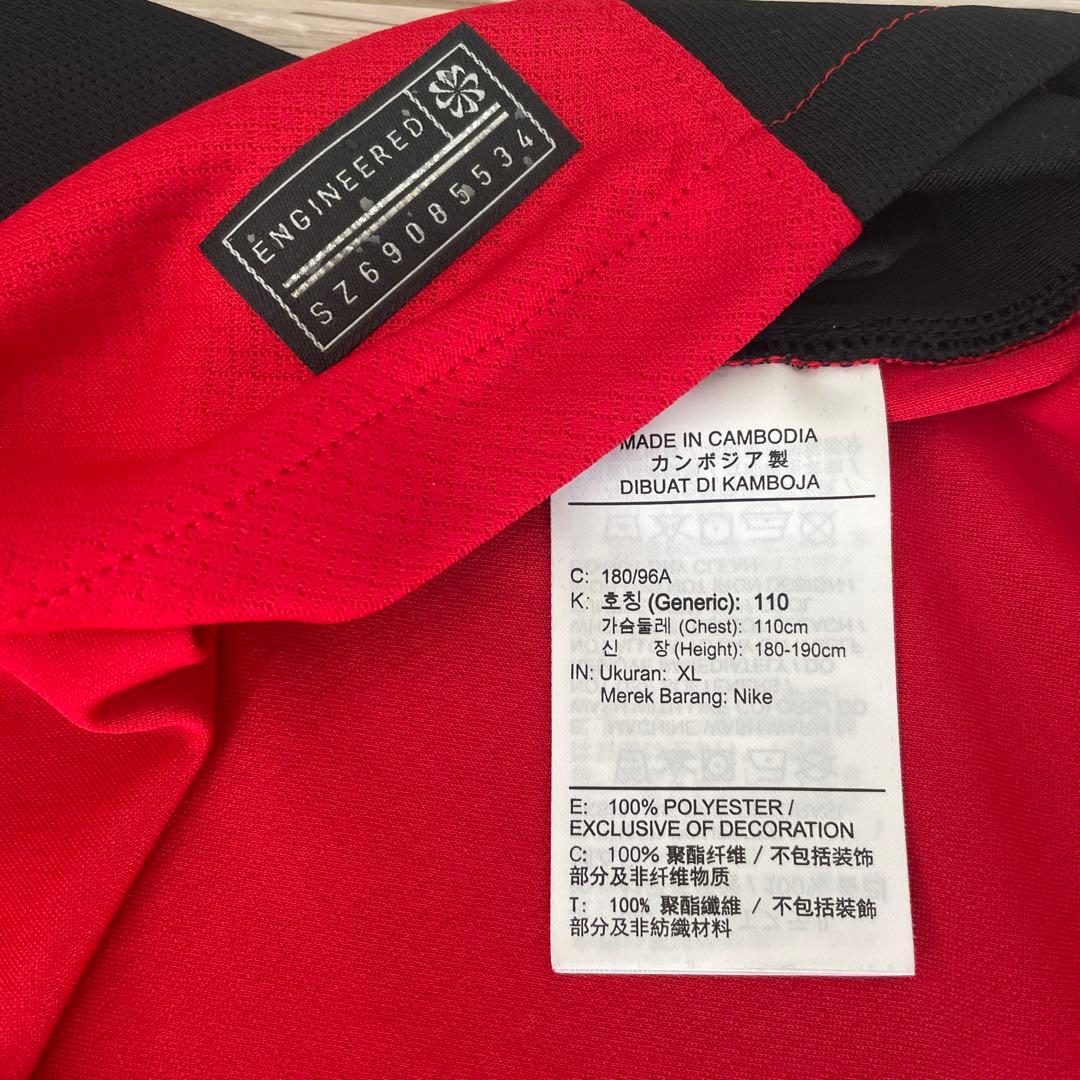 ENGINEERED
SZ69085534
MADE IN CAMBODIA
カンボジア製
DIBUAT DI KAMBOJA
C: 180/96A
K: 호칭 (Generic): 110
가슴둘레 (Chest): 110cm
신 장 (Height): 180-190cm
IN: Ukuran: XL
Merek Barang: Nike
E: 100% POLYESTER /
EXCLUSIVE OF DECORATION
C: 100% 聚酯纤维 / 不包括装饰
部分及非纤维物质
T: 100% 聚酯纖維 / 不包括裝飾
部分及非紡織材料